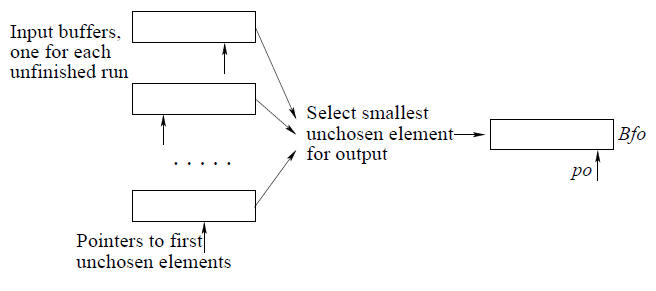 Input buffers,
one for each
unfinished run
. . . . .
Select smallest
unchosen element
for output
Bfo
po
Pointers to first
unchosen elements